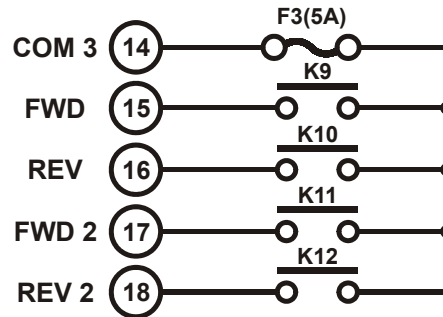 F3(5A)
COM 3 14
K9
FWD 15
K10
REV 16
K11
FWD 2 17
K12
REV 2 18